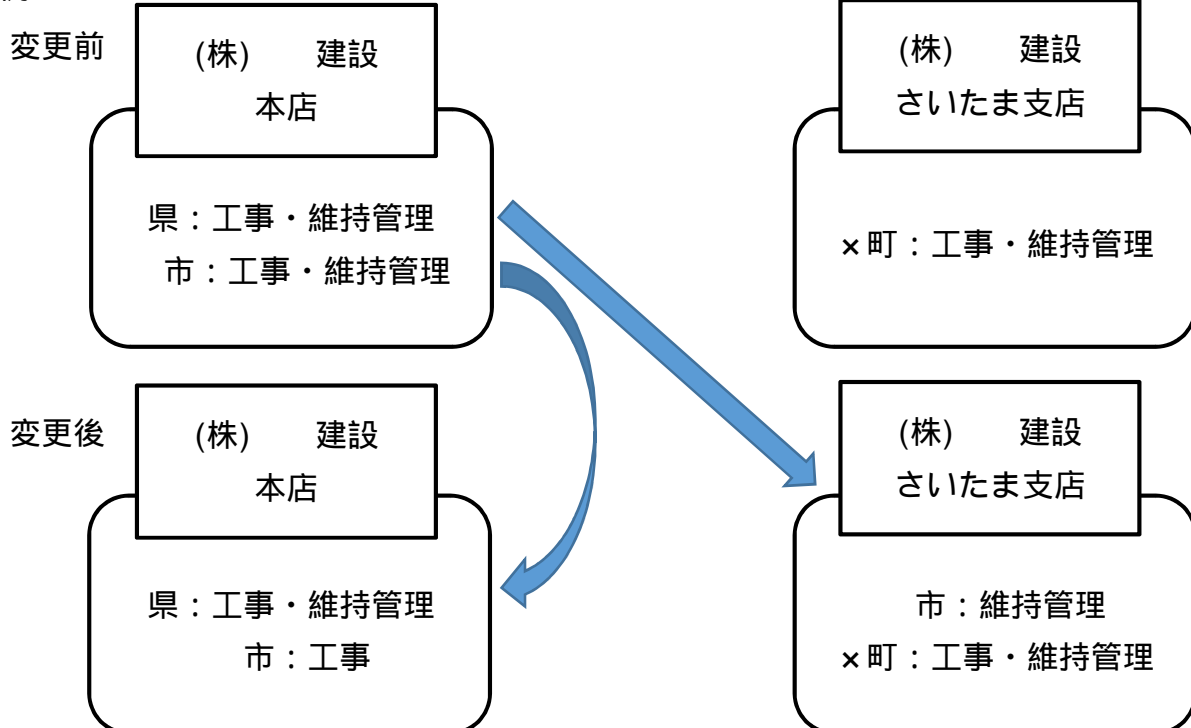 変更前
(株)　　建設
本店
県：工事・維持管理
市：工事・維持管理
(株)　　建設
さいたま支店
×町：工事・維持管理
変更後
(株)　　建設
本店
県：工事・維持管理
市：工事
(株)　　建設
さいたま支店
市：維持管理
×町：工事・維持管理